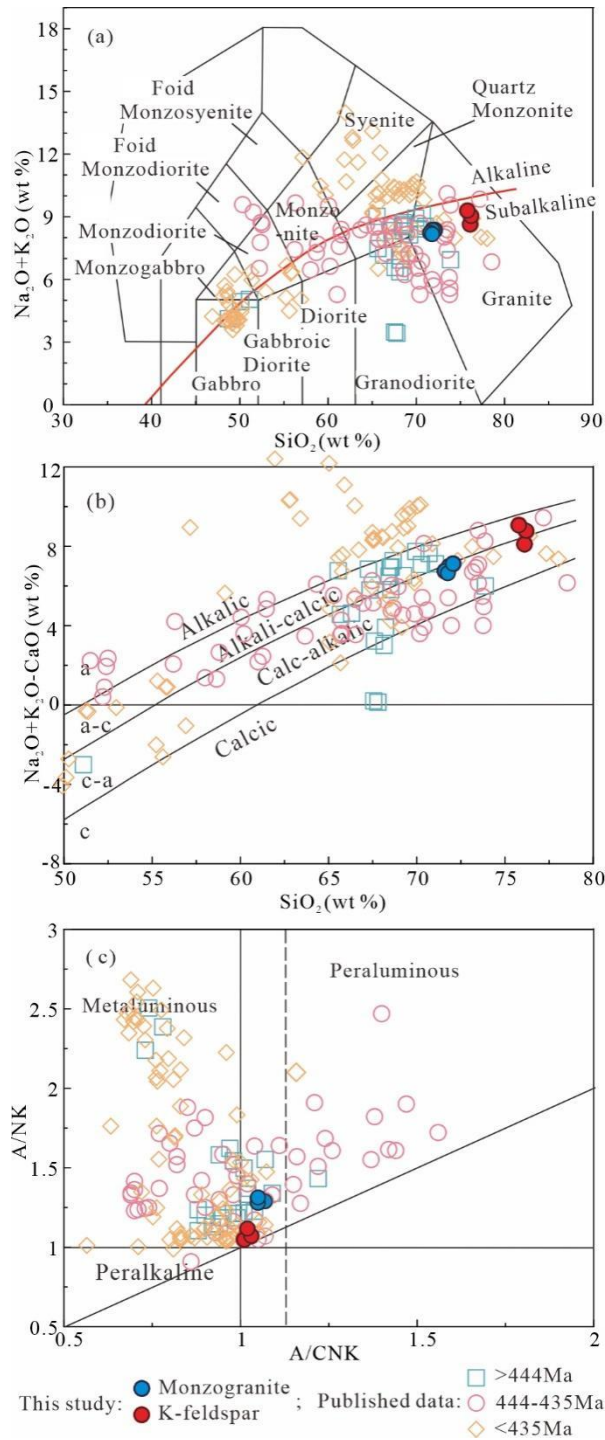 (a)
Foid
Monzosyenite
Foid
Monzodiorite
Monzodiorite
Monzogabbro
Syenite
Quartz
Monzonite
Alkaline
Subalkaline
Monzo
-nite
Diorite
Gabbroic
Diorite
Gabbro
Granodiorite
Granite
Na₂O+K₂O (wt %)
18
15
12
9
6
3
0
30 40 50 60 70 80 90
SiO₂(wt %)
(b)
Alkalic
Alkali-calcic
Calc-alkalic
Calcic
a
a-c
c-a
c
Na₂O+K₂O-CaO (wt %)
12
8
4
0
-4
-8
50 55 60 65 70 75 80
SiO₂(wt %)
(c)
Metaluminous
Peraluminous
Peralkaline
A/NK
3
2.5
2
1.5
1
0.5
0.5 1 1.5 2
A/CNK
This study: Monzogranite
K-feldspar
; Published data: >444Ma
444-435Ma
<435Ma